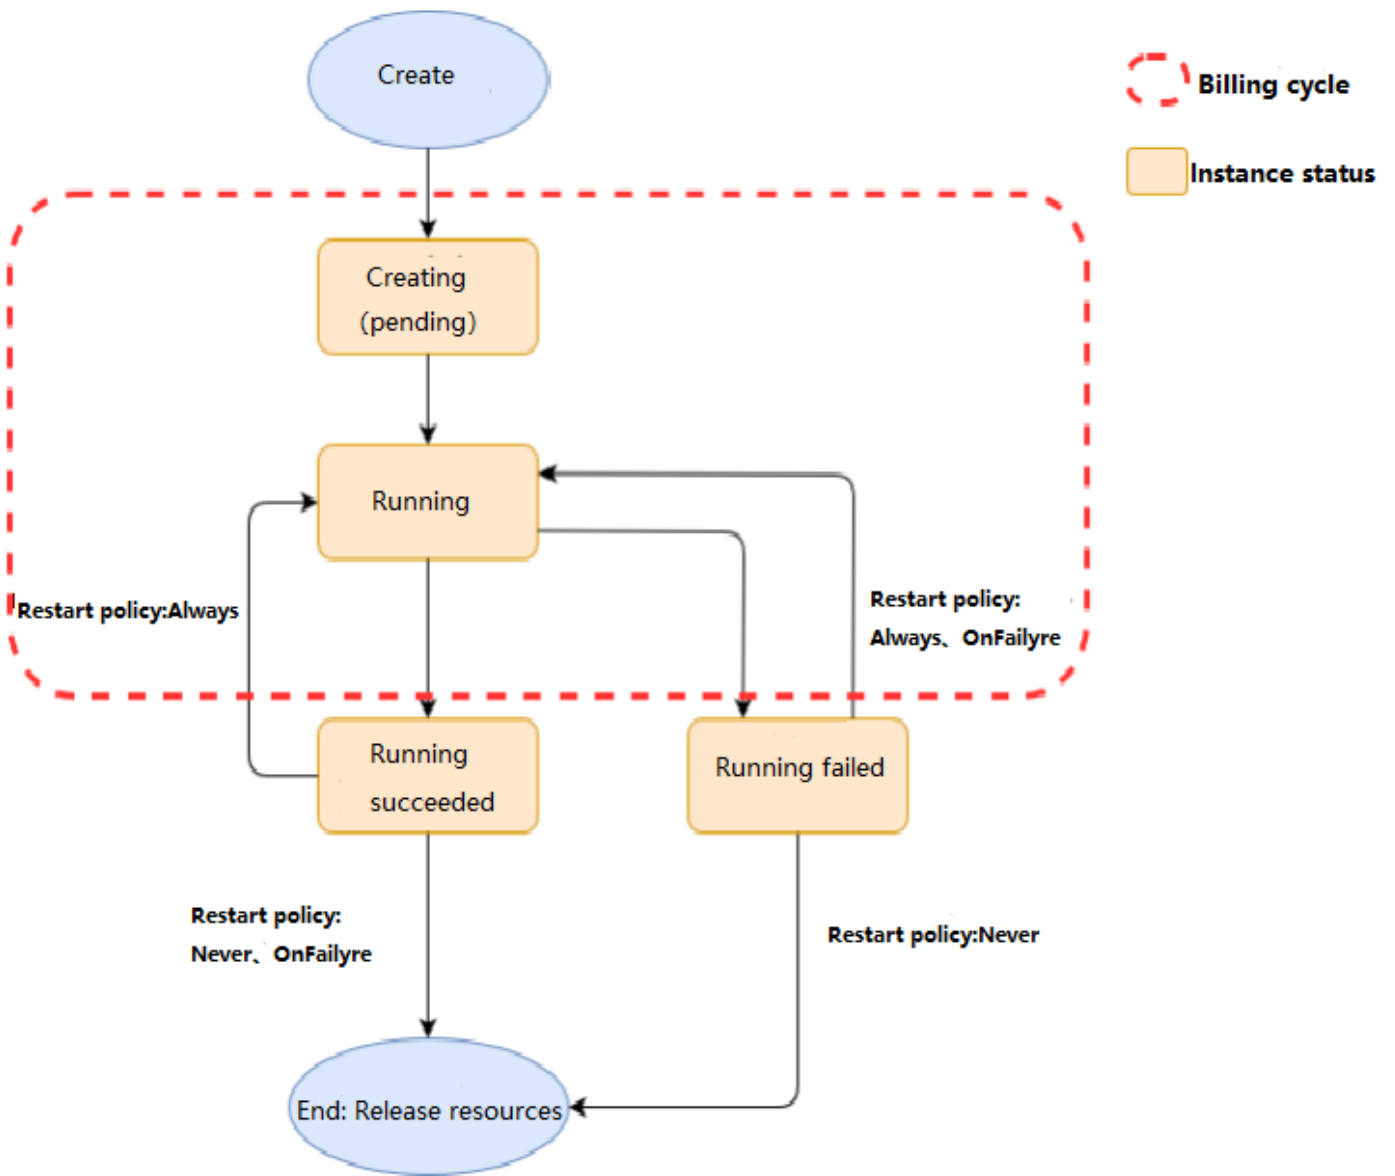 Create
Billing cycle
Instance status
Creating
(pending)
Running
Restart policy:Always
Restart policy:
Always、OnFailyre
Running
succeeded
Running failed
Restart policy:
Never、OnFailyre
Restart policy:Never
End: Release resources